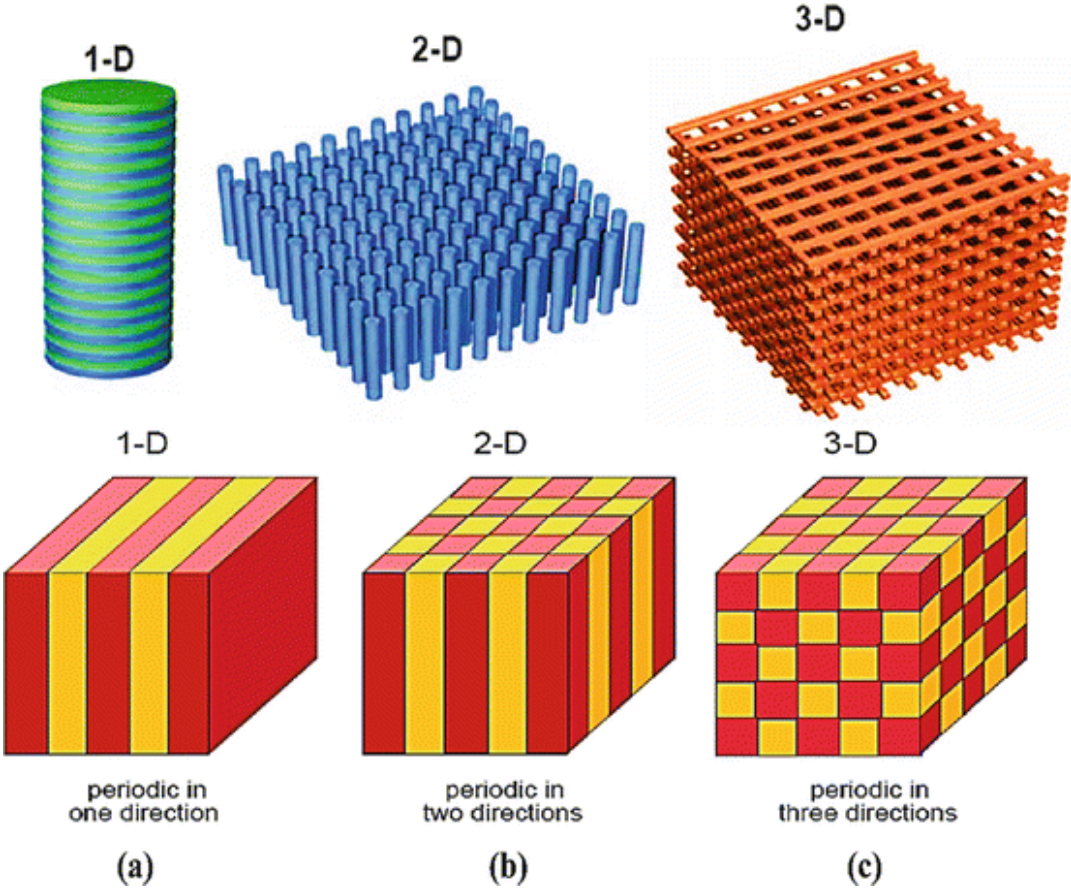 1-D
2-D
3-D
1-D
2-D
3-D
periodic in
one direction
periodic in
two directions
periodic in
three directions
(a)
(b)
(c)